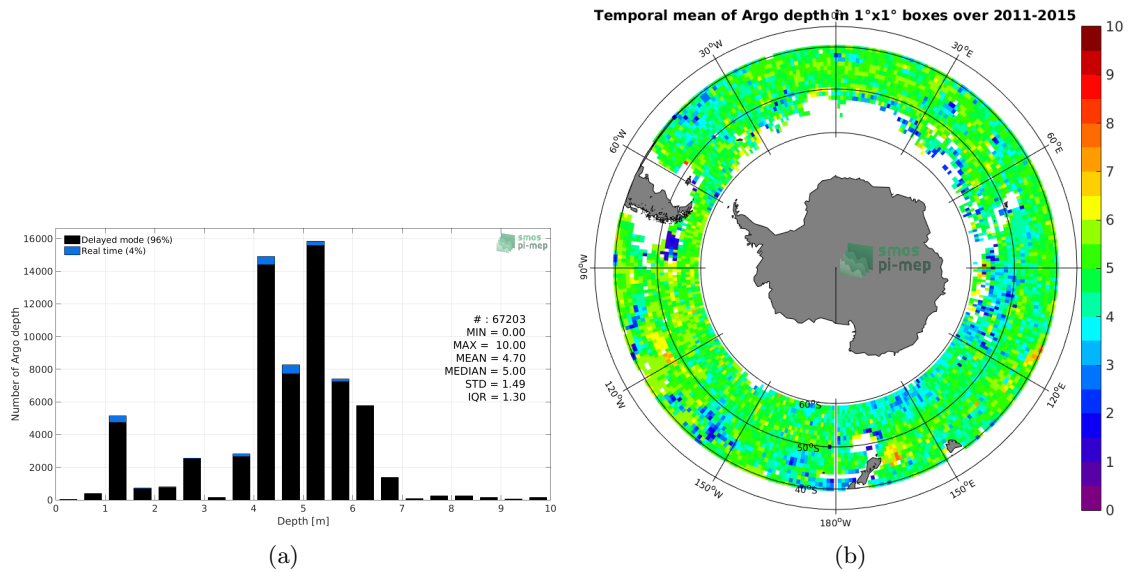 Delayed mode (96%)
Real time (4%)
smos
pi-mep
# : 67203
MIN = 0.00
MAX = 10.00
MEAN = 4.70
MEDIAN = 5.00
STD = 1.49
IQR = 1.30
Number of Argo depth
16000
14000
12000
10000
8000
6000
4000
2000
0
0 1 2 3 4 5 6 7 8 9 10
Depth [m]
(a)
Temporal mean of Argo depth in 1°x1° boxes over 2011-2015
30°W
30°E
60°W
60°E
90°W
120°W
120°E
150°W
150°E
180°W
60°S
50°S
40°S
smos
pi-mep
10
9
8
7
6
5
4
3
2
1
0
(b)